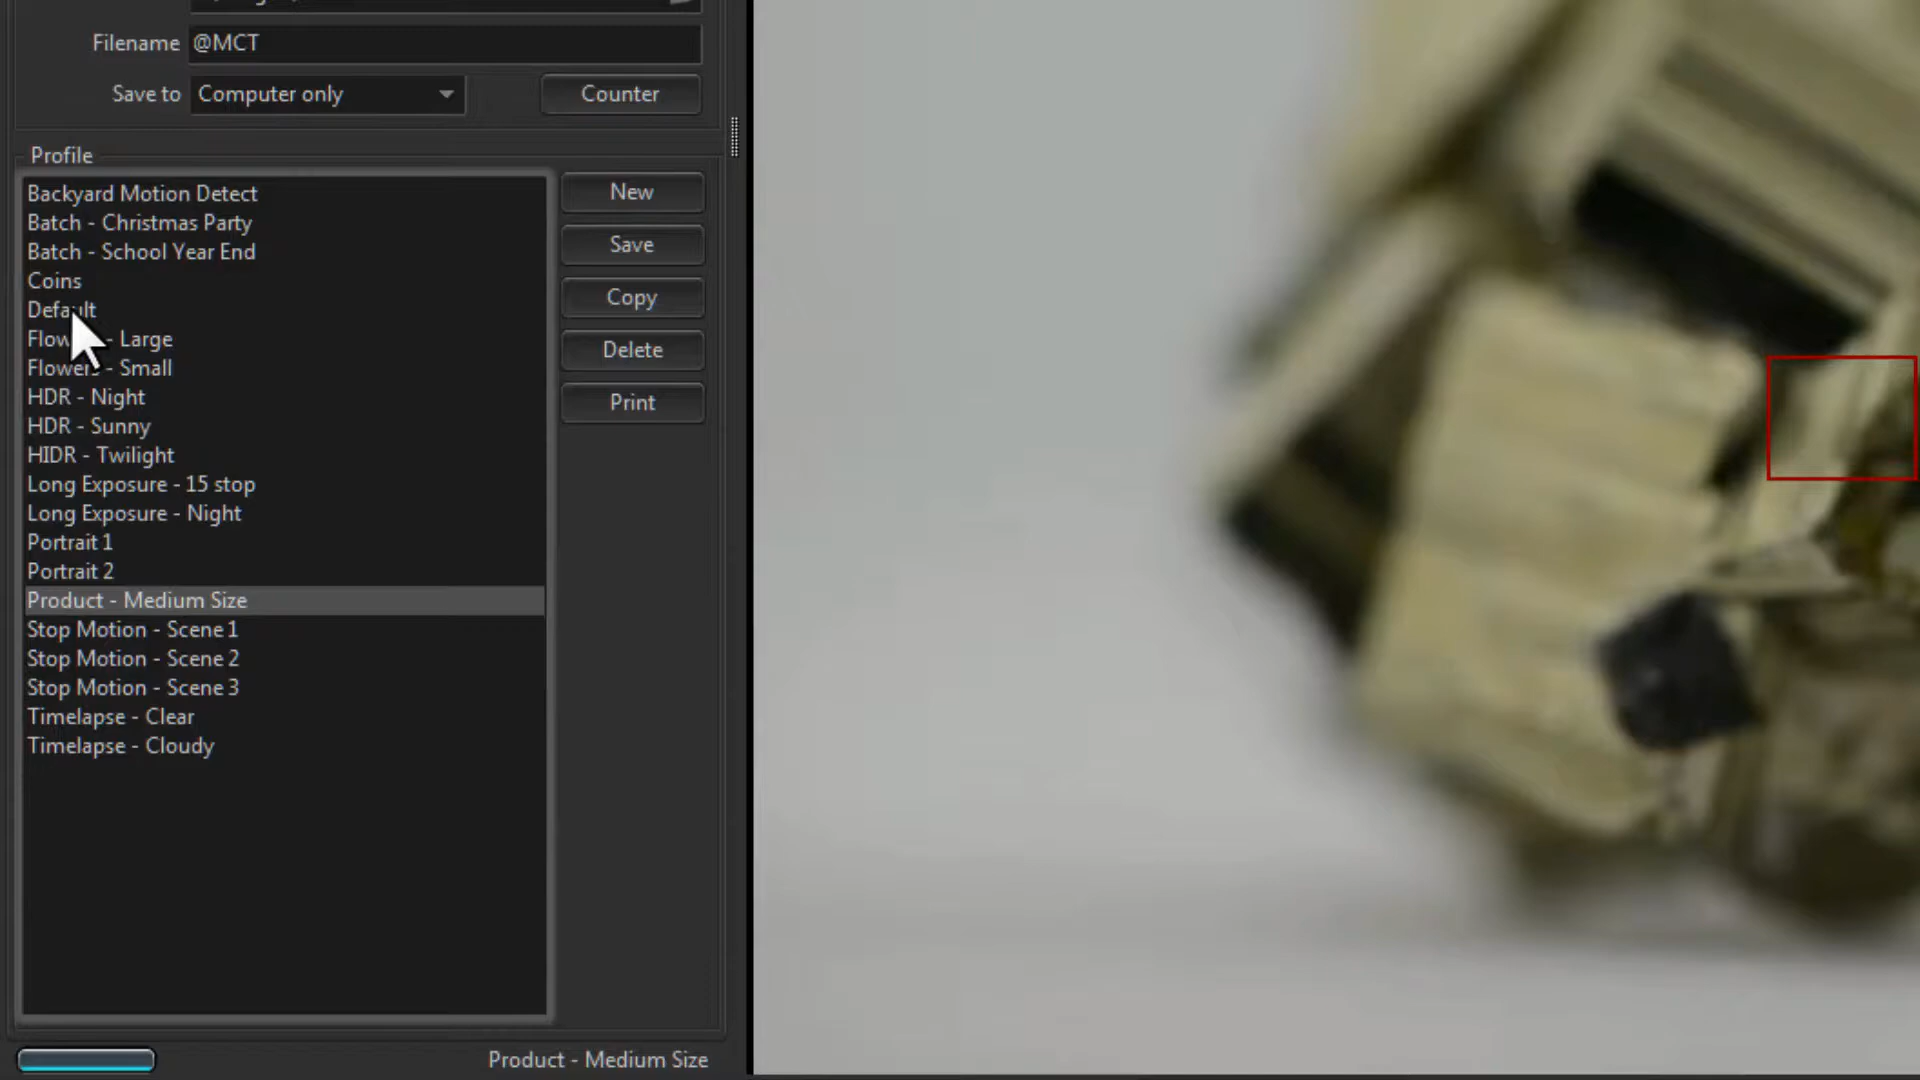 Filename @MCT
Save to Computer only Counter
Profile
Backyard Motion Detect
Batch - Christmas Party
Batch - School Year End
Coins
Default
Flowers - Large
Flowers - Small
HDR - Night
HDR - Sunny
HIDR - Twilight
Long Exposure - 15 stop
Long Exposure - Night
Portrait 1
Portrait 2
Product - Medium Size
Stop Motion - Scene 1
Stop Motion - Scene 2
Stop Motion - Scene 3
Timelapse - Clear
Timelapse - Cloudy
New
Save
Copy
Delete
Print
Product - Medium Size